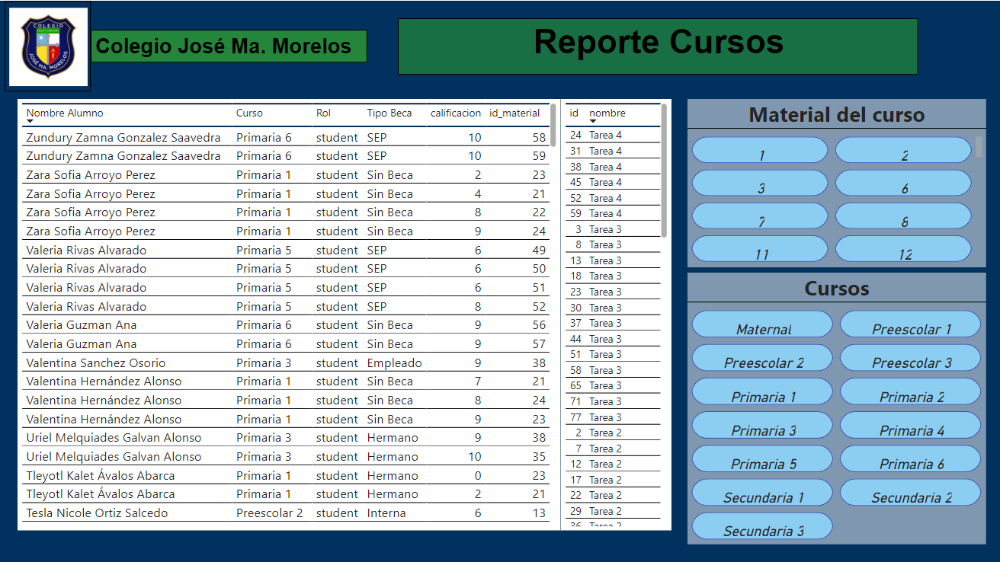 COLEGIO
JOSÉ MA. MORELOS
Colegio José Ma. Morelos
Reporte Cursos
Nombre Alumno Curso Rol Tipo Beca calificacion id_material
Zundury Zamna Gonzalez Saavedra Primaria 6 student SEP 10 58
Zundury Zamna Gonzalez Saavedra Primaria 6 student SEP 10 59
Zara Sofia Arroyo Perez Primaria 1 student Sin Beca 2 23
Zara Sofia Arroyo Perez Primaria 1 student Sin Beca 4 21
Zara Sofia Arroyo Perez Primaria 1 student Sin Beca 8 22
Zara Sofia Arroyo Perez Primaria 1 student Sin Beca 9 24
Valeria Rivas Alvarado Primaria 5 student SEP 6 49
Valeria Rivas Alvarado Primaria 5 student SEP 6 50
Valeria Rivas Alvarado Primaria 5 student SEP 6 51
Valeria Rivas Alvarado Primaria 5 student SEP 8 52
Valeria Guzman Ana Primaria 6 student Sin Beca 9 56
Valeria Guzman Ana Primaria 6 student Sin Beca 9 57
Valentina Sanchez Osorio Primaria 3 student Empleado 9 38
Valentina Hernández Alonso Primaria 1 student Sin Beca 7 21
Valentina Hernández Alonso Primaria 1 student Sin Beca 8 24
Valentina Hernández Alonso Primaria 1 student Sin Beca 9 23
Uriel Melquiades Galvan Alonso Primaria 3 student Hermano 9 38
Uriel Melquiades Galvan Alonso Primaria 3 student Hermano 10 35
Tleyotl Kalet Ávalos Abarca Primaria 1 student Hermano 0 23
Tleyotl Kalet Ávalos Abarca Primaria 1 student Hermano 2 21
Tesla Nicole Ortiz Salcedo Preescolar 2 student Interna 6 13
id nombre
24 Tarea 4
31 Tarea 4
38 Tarea 4
45 Tarea 4
52 Tarea 4
59 Tarea 4
3 Tarea 3
8 Tarea 3
13 Tarea 3
18 Tarea 3
23 Tarea 3
30 Tarea 3
37 Tarea 3
44 Tarea 3
51 Tarea 3
58 Tarea 3
65 Tarea 3
71 Tarea 3
77 Tarea 3
2 Tarea 2
7 Tarea 2
12 Tarea 2
17 Tarea 2
22 Tarea 2
29 Tarea 2
36 Tarea 2
Material del curso
1 2
3 6
7 8
11 12
Cursos
Maternal Preescolar 1
Preescolar 2 Preescolar 3
Primaria 1 Primaria 2
Primaria 3 Primaria 4
Primaria 5 Primaria 6
Secundaria 1 Secundaria 2
Secundaria 3